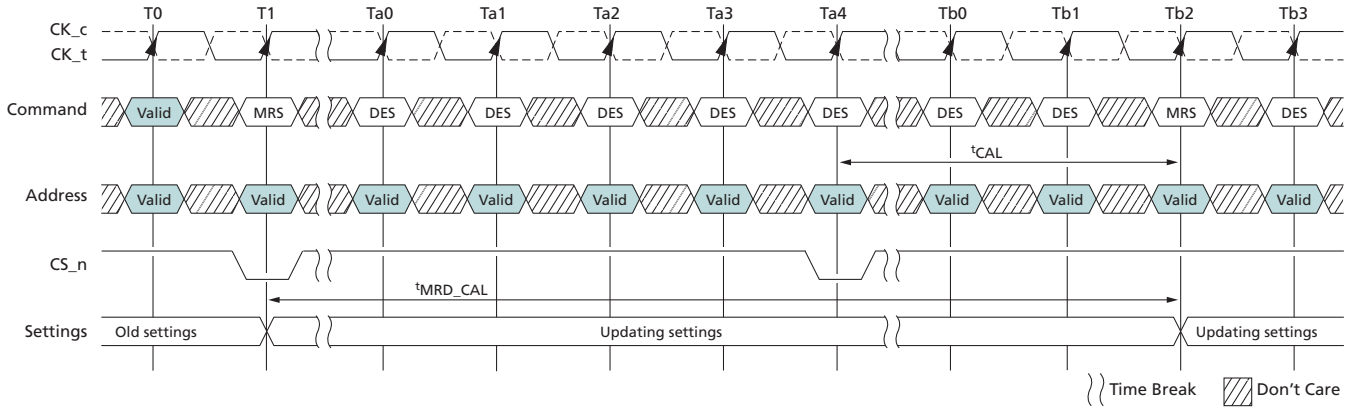 T0 T1 Ta0 Ta1 Ta2 Ta3 Ta4 Tb0 Tb1 Tb2 Tb3
CK_c
CK_t
Command Valid MRS DES DES DES DES DES DES DES MRS DES
tCAL
Address Valid Valid Valid Valid Valid Valid Valid Valid Valid Valid Valid
CS_n
tMRD_CAL
Settings Old settings Updating settings Updating settings
Time Break Don't Care